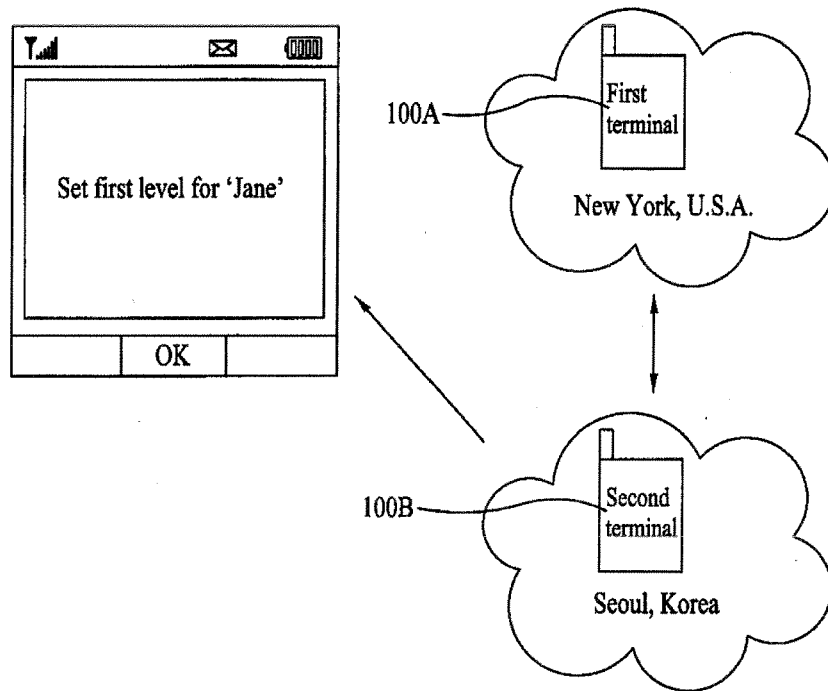 Set first level for ‘Jane’
OK
100A
First
terminal
New York, U.S.A.
100B
Second
terminal
Seoul, Korea